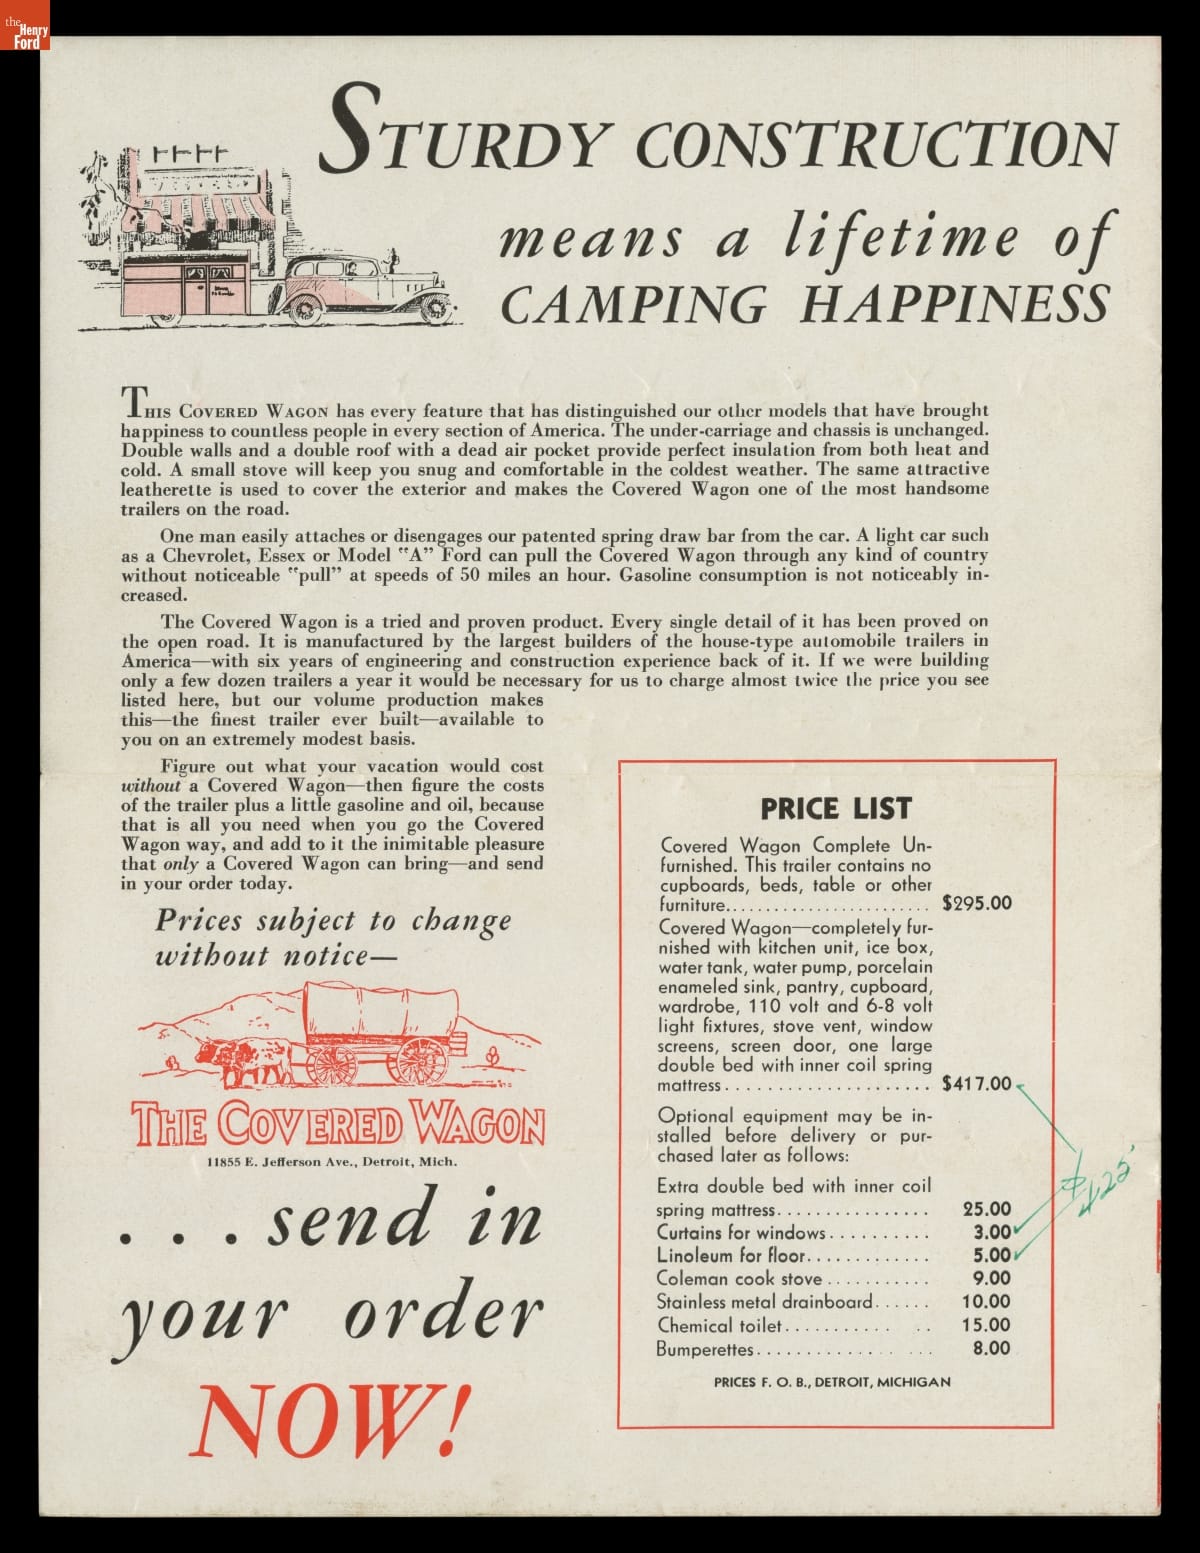 the
Henry
Ford
STURDY CONSTRUCTION
means a lifetime of
CAMPING HAPPINESS
THIS COVERED WAGON has every feature that has distinguished our other models that have brought
happiness to countless people in every section of America. The under-carriage and chassis is unchanged.
Double walls and a double roof with a dead air pocket provide perfect insulation from both heat and
cold. A small stove will keep you snug and comfortable in the coldest weather. The same attractive
leatherette is used to cover the exterior and makes the Covered Wagon one of the most handsome
trailers on the road.
One man easily attaches or disengages our patented spring draw bar from the car. A light car such
as a Chevrolet, Essex or Model "A" Ford can pull the Covered Wagon through any kind of country
without noticeable "pull" at speeds of 50 miles an hour. Gasoline consumption is not noticeably in-
creased.
The Covered Wagon is a tried and proven product. Every single detail of it has been proved on
the open road. It is manufactured by the largest builders of the house-type automobile trailers in
America—with six years of engineering and construction experience back of it. If we were building
only a few dozen trailers a year it would be necessary for us to charge almost twice the price you see
listed here, but our volume production makes
this—the finest trailer ever built—available to
you on an extremely modest basis.
Figure out what your vacation would cost
without a Covered Wagon—then figure the costs
of the trailer plus a little gasoline and oil, because
that is all you need when you go the Covered
Wagon way, and add to it the inimitable pleasure
that only a Covered Wagon can bring—and send
in your order today.
Prices subject to change
without notice—
THE COVERED WAGON
11855 E. Jefferson Ave., Detroit, Mich.
. . . send in
your order
NOW!
PRICE LIST
Covered Wagon Complete Un-
furnished. This trailer contains no
cupboards, beds, table or other
furniture........................ $295.00
Covered Wagon—completely fur-
nished with kitchen unit, ice box,
water tank, water pump, porcelain
enameled sink, pantry, cupboard,
wardrobe, 110 volt and 6-8 volt
light fixtures, stove vent, window
screens, screen door, one large
double bed with inner coil spring
mattress..................... $417.00
Optional equipment may be in-
stalled before delivery or pur-
chased later as follows:
Extra double bed with inner coil
spring mattress................ 25.00
Curtains for windows.......... 3.00
Linoleum for floor............. 5.00
Coleman cook stove........... 9.00
Stainless metal drainboard...... 10.00
Chemical toilet........... .. 15.00
Bumperettes.............. ... 8.00
PRICES F. O. B., DETROIT, MICHIGAN
$425